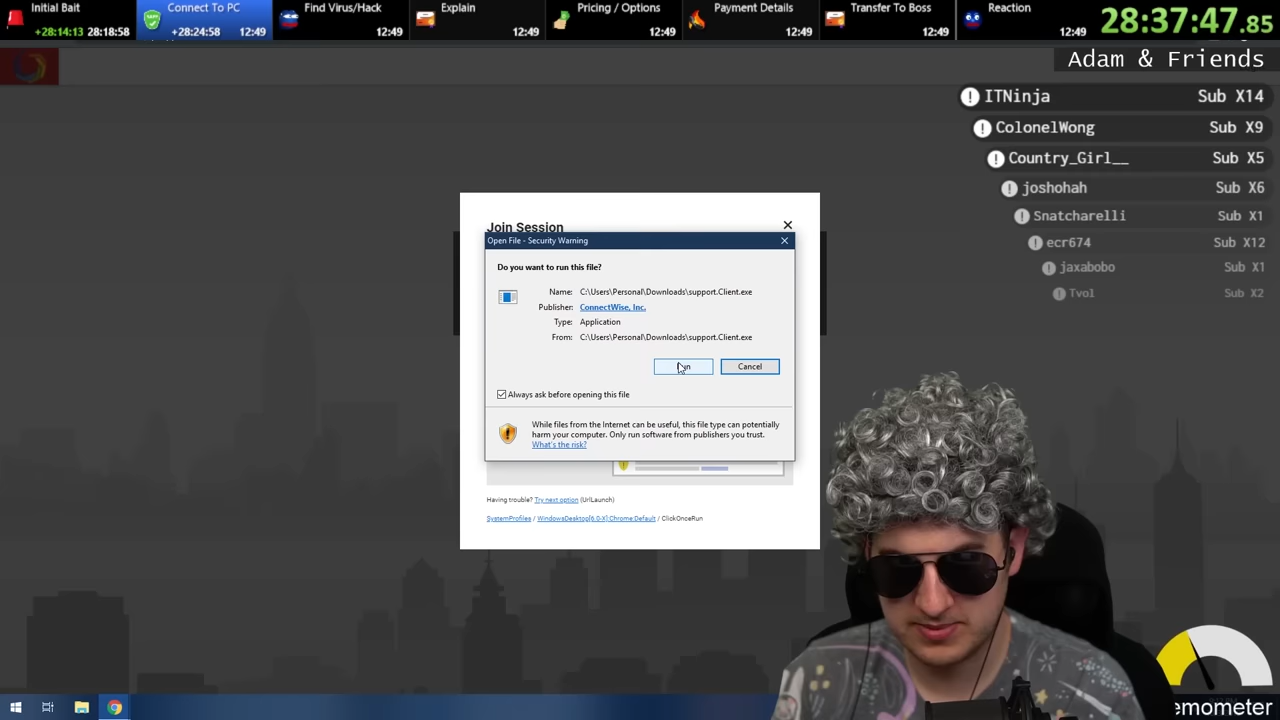 Initial Bait
+28:14:13 28:18:58
Connect To PC
+28:24:58 12:49
Find Virus/Hack
12:49
Explain
12:49
Pricing / Options
12:49
Payment Details
12:49
Transfer To Boss
12:49
Reaction
12:49
28:37:47.85
Adam & Friends
ITNinja Sub X14
ColonelWong Sub X9
Country_Girl__ Sub X5
joshohah Sub X6
Snatcharelli Sub X1
ecr674 Sub X12
jaxabobo Sub X1
Tvol Sub X2
Join Session
Open File - Security Warning
Do you want to run this file?
Name: C:\Users\Personal\Downloads\support.Client.exe
Publisher: ConnectWise, Inc.
Type: Application
From: C:\Users\Personal\Downloads\support.Client.exe
Cancel
Always ask before opening this file
While files from the Internet can be useful, this file type can potentially
harm your computer. Only run software from publishers you trust.
What's the risk?
Having trouble? Try next option (UrlLaunch)
SystemProfiles / WindowsDesktop[6.0-X]:Chrome:Default / ClickOnceRun
emometer